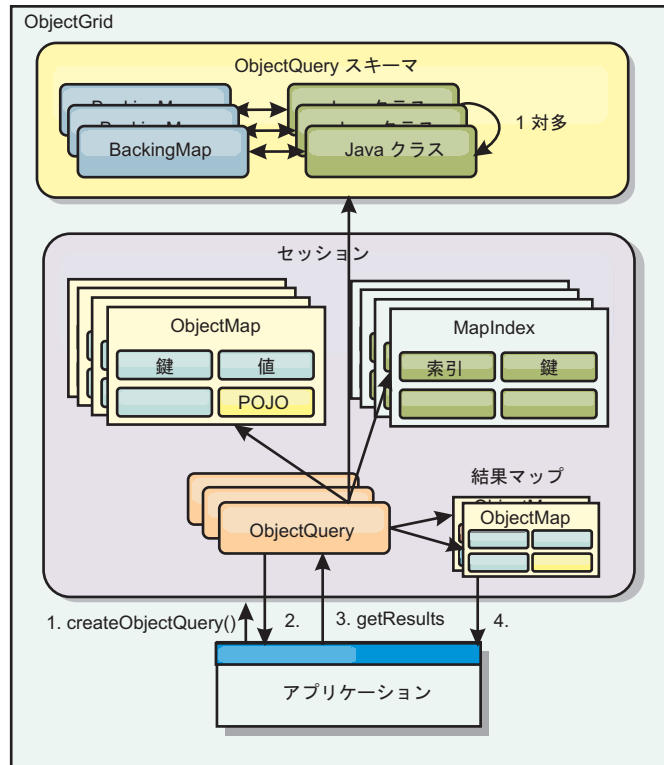 ObjectGrid
ObjectQuery スキーマ
BackingMap
Java クラス
1 対多
セッション
ObjectMap
鍵 値
POJO
MapIndex
索引 鍵
結果マップ
ObjectMap
ObjectQuery
1. createObjectQuery()
2.
3. getResults
4.
アプリケーション